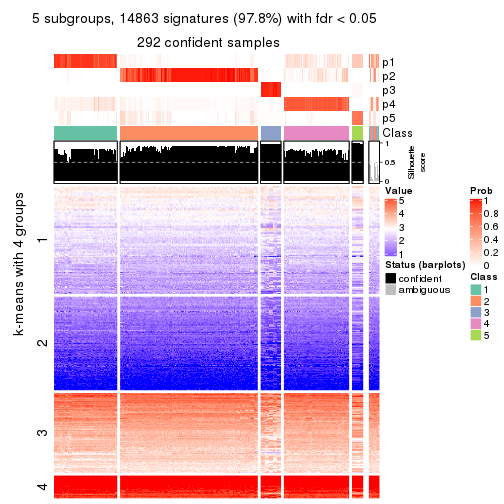 5 subgroups, 14863 signatures (97.8%) with fdr < 0.05
292 confident samples
p1
p2
p3
p4
p5
Class
1
0.5
0
Silhouette
score
k-means with 4 groups
1
2
3
4
Value
5
4
3
2
1
Status (barplots)
confident
ambiguous
Prob
1
0.8
0.6
0.4
0.2
0
Class
1
2
3
4
5